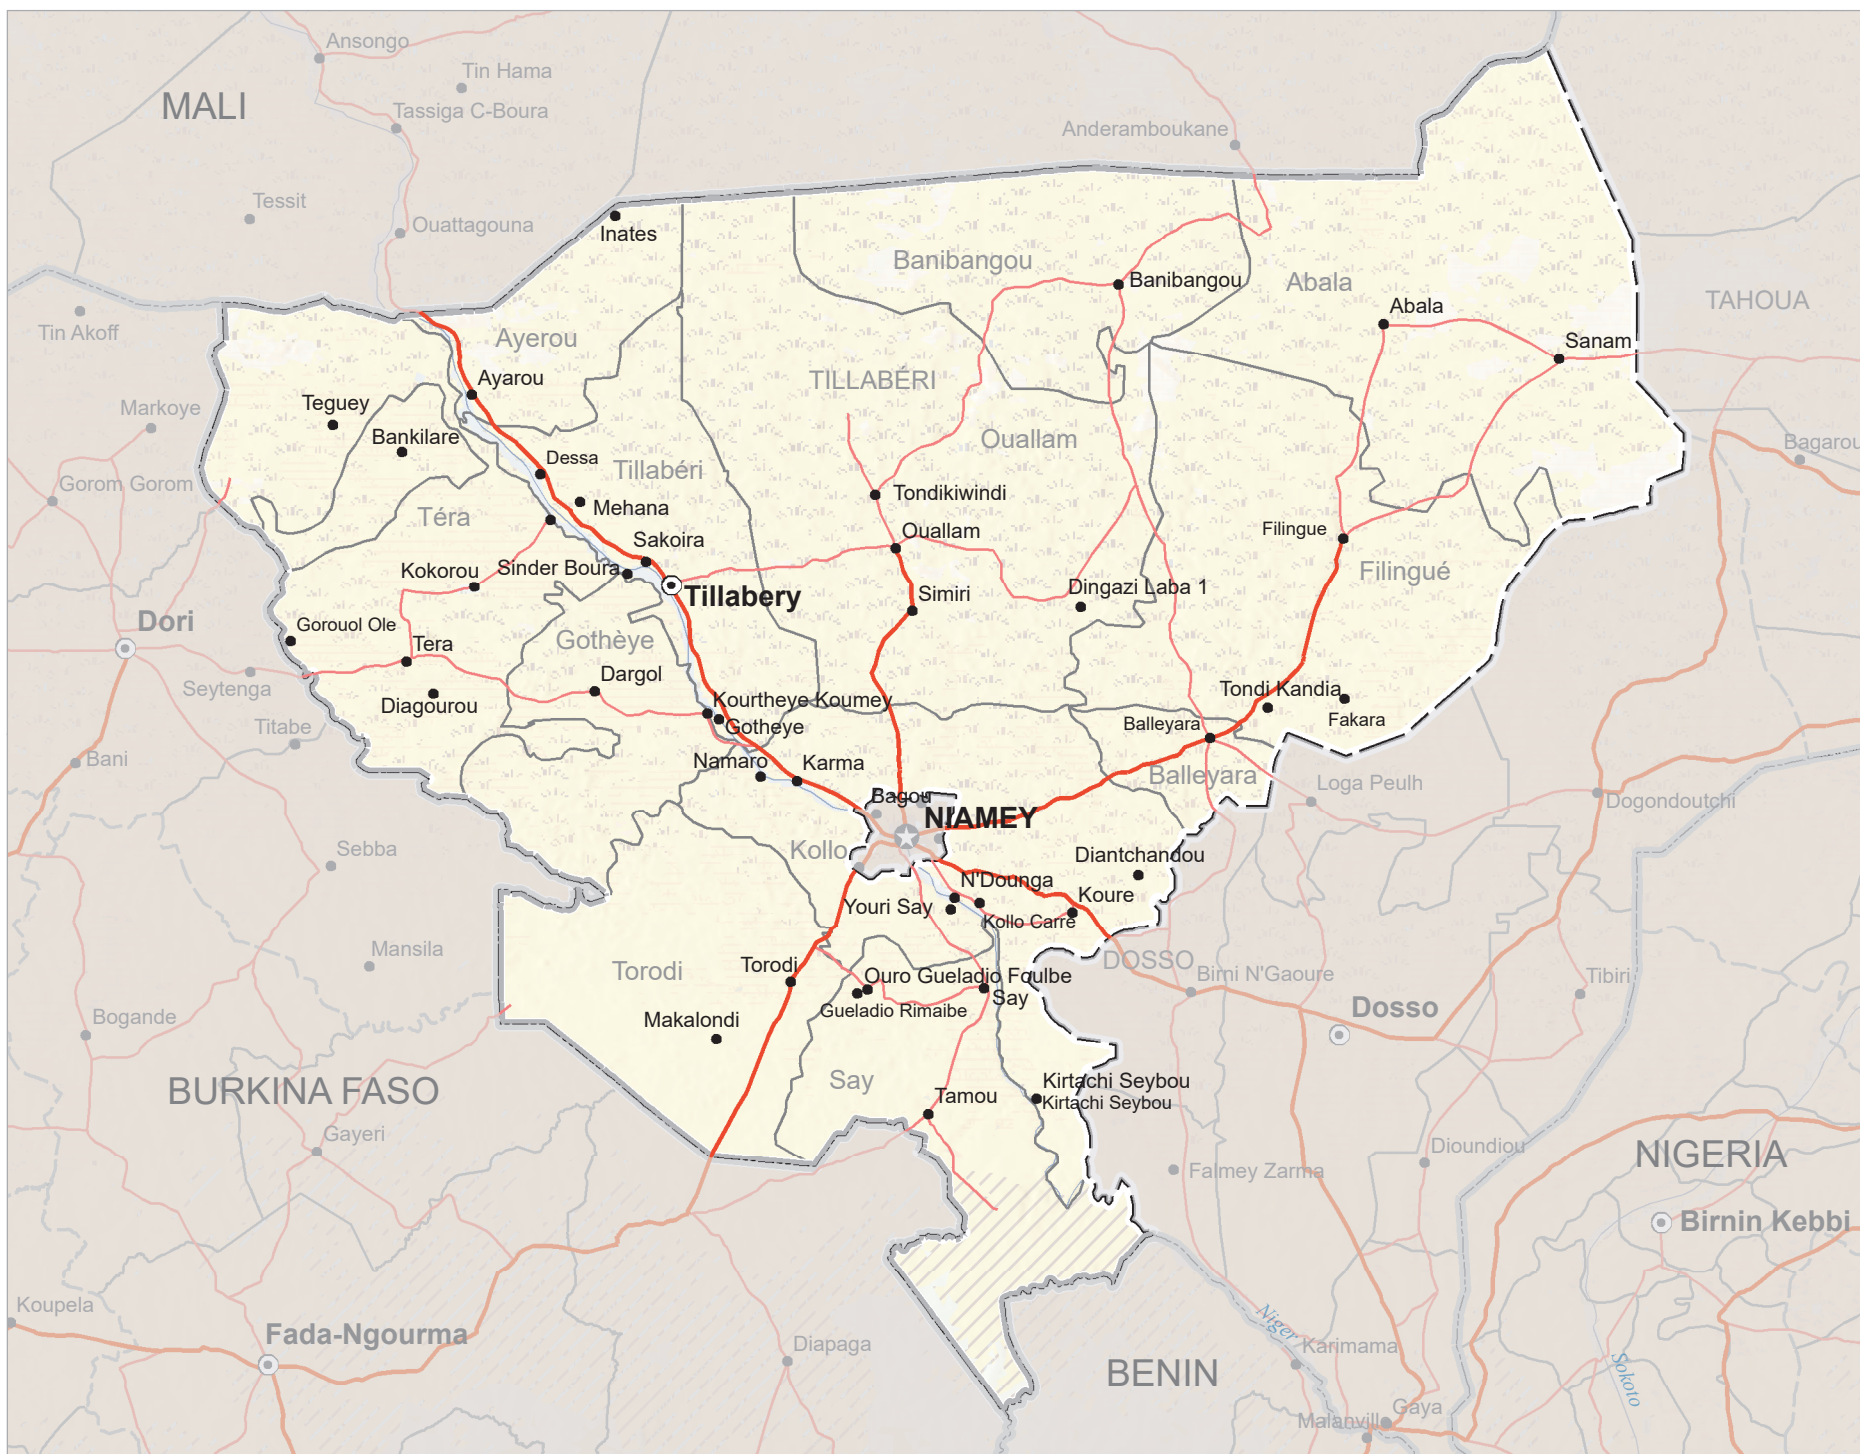 Ansongo
Tin Hama
MALI
Tassiga C-Boura
Anderamboukane
Tessit
Ouattagouna
Inates
Banibangou
Banibangou
Abala
Abala
TAHOUA
Tin Akoff
Ayerou
Sanam
Ayarou
TILLABÉRI
Markoye
Teguey
Bankilare
Ouallam
Bagarou
Dessa
Tillabéri
Gorom Gorom
Téra
Mehana
Tondikiwindi
Sakoira
Ouallam
Filingue
Kokorou
Sinder Boura
Filingué
Tillabery
Simiri
Dingazi Laba 1
Dori
Gorouol Ole
Tera
Gothèye
Dargol
Seytenga
Diagourou
Kourtheye Koumey
Tondi Kandia
Fakara
Titabe
Gotheye
Balleyara
Bani
Namaro
Karma
Balleyara
Loga Peulh
Bagou
Dogondoutchi
NIAMEY
Sebba
Kollo
Diantchandou
N'Dounga
Koure
Youri Say
Kollo Carre
Mansila
Torodi
Torodi
Ouro Gueladio Foulbe
DOSSO
Birni N'Gaoure
Tibiri
Say
Gueladio Rimaibe
Dosso
Bogande
Makalondi
BURKINA FASO
Say
Kirtachi Seybou
Tamou
Kirtachi Seybou
Gayeri
Dioundiou
NIGERIA
Falmey Zarma
Birnin Kebbi
Koupela
Niger
Fada-Ngourma
Diapaga
Karimama
BENIN
Sokoto
Malanville
Gaya